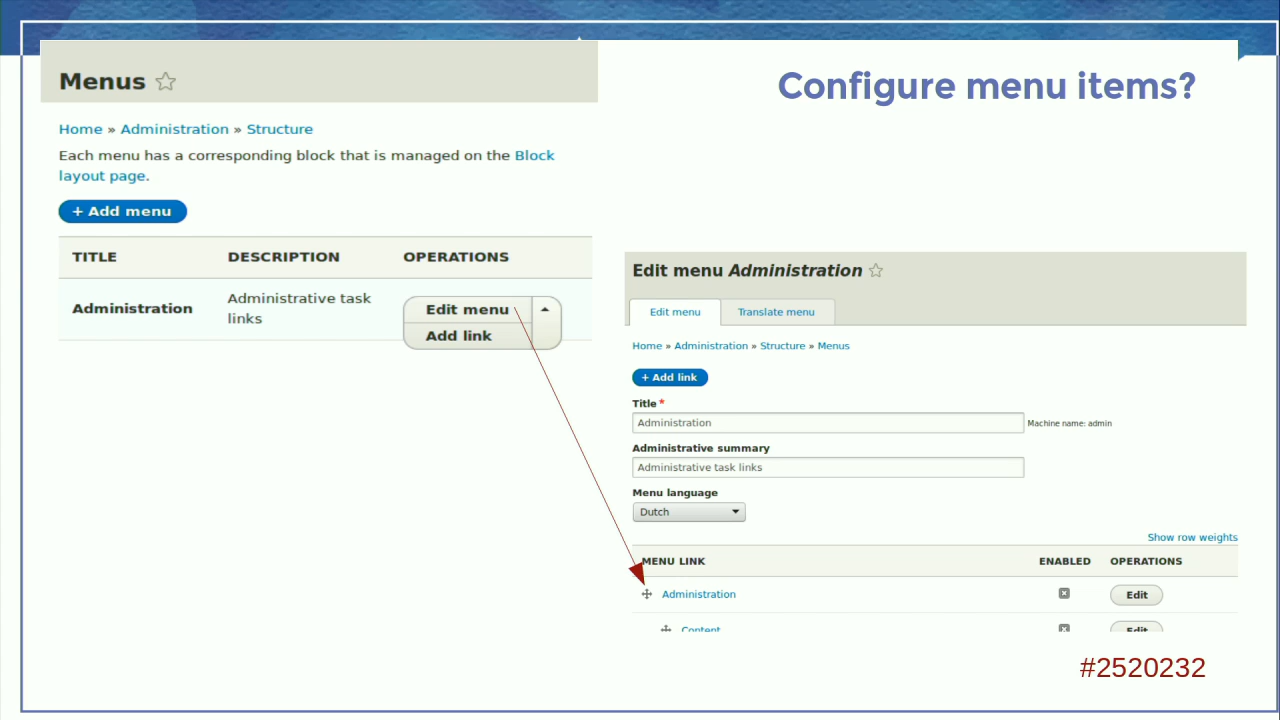 Configure menu items?
Menus
Home » Administration » Structure
Each menu has a corresponding block that is managed on the Block
layout page.
+ Add menu
TITLE DESCRIPTION OPERATIONS
Administration
Administrative task
links
Edit menu
Add link
Edit menu Administration
Edit menu Translate menu
Home » Administration » Structure » Menus
+ Add link
Title *
Administration Machine name: admin
Administrative summary
Administrative task links
Menu language
Dutch
Show row weights
MENU LINK ENABLED OPERATIONS
Administration Edit
Content Edit
#2520232